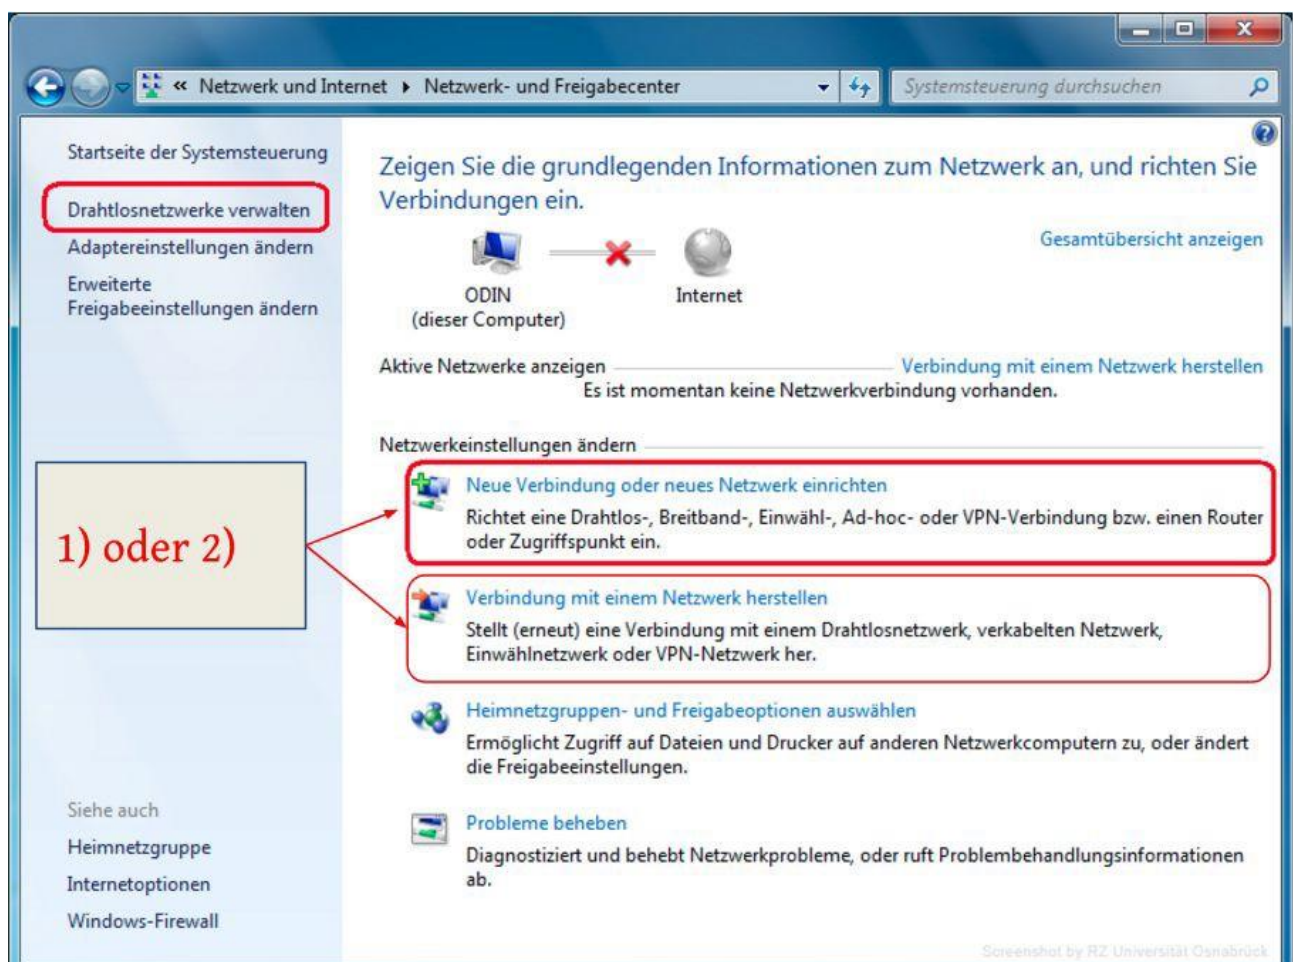 « Netzwerk und Internet ▸ Netzwerk- und Freigabecenter
Systemsteuerung durchsuchen
Startseite der Systemsteuerung
Drahtlosnetzwerke verwalten
Adaptereinstellungen ändern
Erweiterte
Freigabeeinstellungen ändern
Zeigen Sie die grundlegenden Informationen zum Netzwerk an, und richten Sie
Verbindungen ein.
Gesamtübersicht anzeigen
ODIN
(dieser Computer)
Internet
Aktive Netzwerke anzeigen
Verbindung mit einem Netzwerk herstellen
Es ist momentan keine Netzwerkverbindung vorhanden.
Netzwerkeinstellungen ändern
1) oder 2)
Neue Verbindung oder neues Netzwerk einrichten
Richtet eine Drahtlos-, Breitband-, Einwähl-, Ad-hoc- oder VPN-Verbindung bzw. einen Router
oder Zugriffspunkt ein.
Verbindung mit einem Netzwerk herstellen
Stellt (erneut) eine Verbindung mit einem Drahtlosnetzwerk, verkabelten Netzwerk,
Einwählnetzwerk oder VPN-Netzwerk her.
Heimnetzgruppen- und Freigabeoptionen auswählen
Ermöglicht Zugriff auf Dateien und Drucker auf anderen Netzwerkcomputern zu, oder ändert
die Freigabeeinstellungen.
Probleme beheben
Diagnostiziert und behebt Netzwerkprobleme, oder ruft Problembehandlungsinformationen
ab.
Siehe auch
Heimnetzgruppe
Internetoptionen
Windows-Firewall
Screenshot by RZ Universität Osnabrück